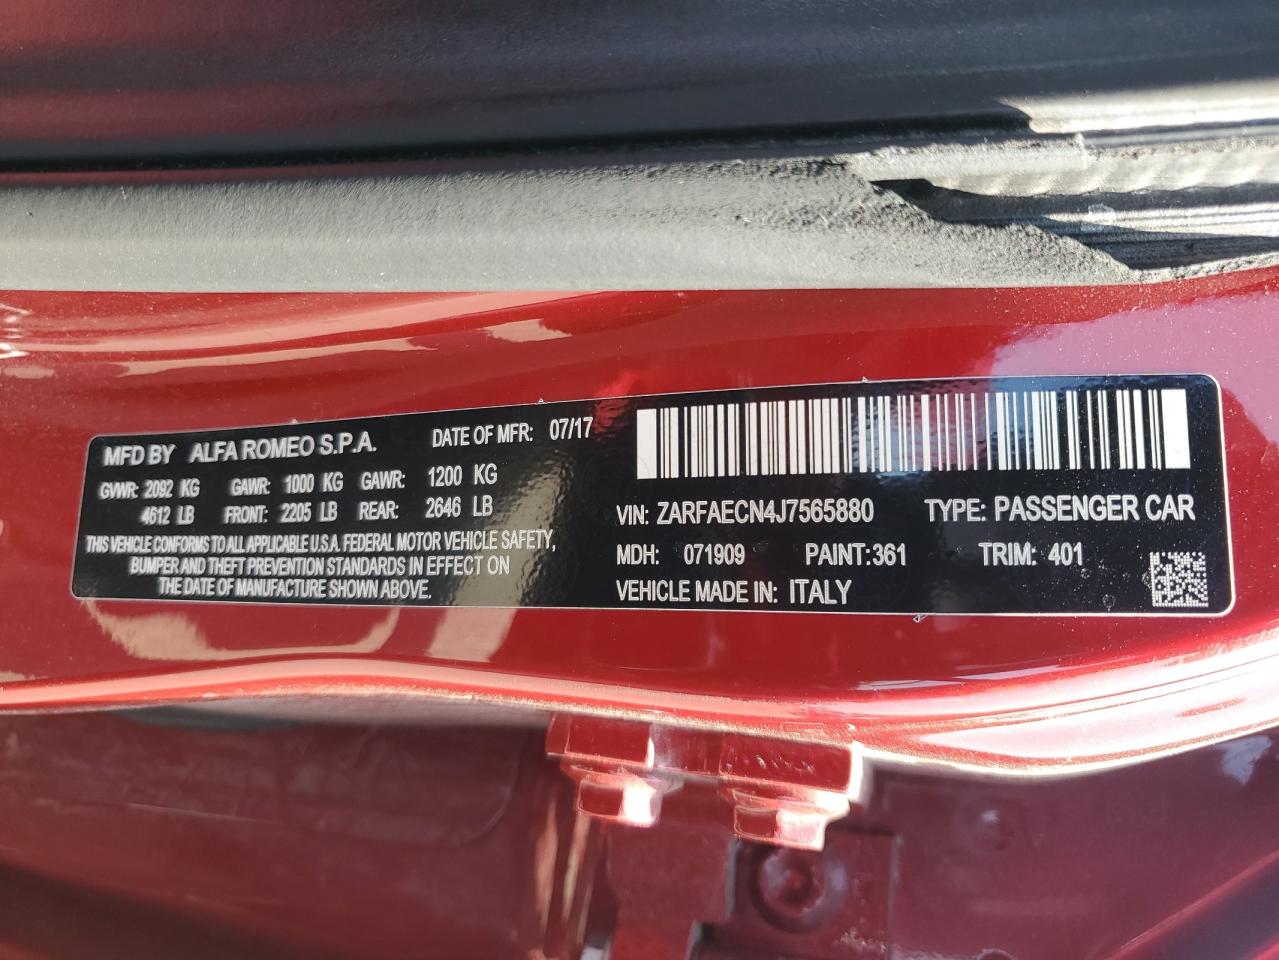 MFD BY ALFA ROMEO S.P.A. DATE OF MFR: 07/17
GVWR: 2092 KG GAWR: 1000 KG GAWR: 1200 KG
4612 LB FRONT: 2205 LB REAR: 2646 LB
THIS VEHICLE CONFORMS TO ALL APPLICABLE U.S.A. FEDERAL MOTOR VEHICLE SAFETY,
BUMPER AND THEFT PREVENTION STANDARDS IN EFFECT ON
THE DATE OF MANUFACTURE SHOWN ABOVE.
VIN: ZARFAECN4J7565880 TYPE: PASSENGER CAR
MDH: 071909 PAINT:361 TRIM: 401
VEHICLE MADE IN: ITALY